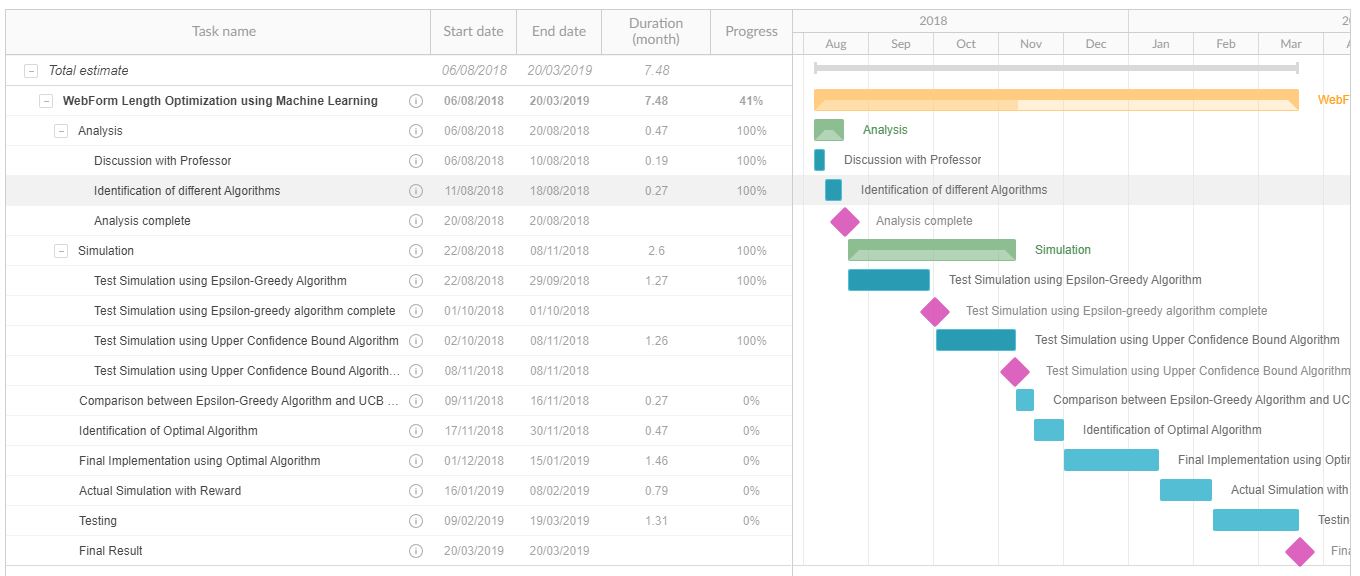 Task name Start date End date Duration (month) Progress 2018
Aug Sep Oct Nov Dec Jan Feb Mar
Total estimate 06/08/2018 20/03/2019 7.48
WebForm Length Optimization using Machine Learning 06/08/2018 20/03/2019 7.48 41% WebF
Analysis 06/08/2018 20/08/2018 0.47 100% Analysis
Discussion with Professor 06/08/2018 10/08/2018 0.19 100% Discussion with Professor
Identification of different Algorithms 11/08/2018 18/08/2018 0.27 100% Identification of different Algorithms
Analysis complete 20/08/2018 20/08/2018 Analysis complete
Simulation 22/08/2018 08/11/2018 2.6 100% Simulation
Test Simulation using Epsilon-Greedy Algorithm 22/08/2018 29/09/2018 1.27 100% Test Simulation using Epsilon-Greedy Algorithm
Test Simulation using Epsilon-greedy algorithm complete 01/10/2018 01/10/2018 Test Simulation using Epsilon-greedy algorithm complete
Test Simulation using Upper Confidence Bound Algorithm 02/10/2018 08/11/2018 1.26 100% Test Simulation using Upper Confidence Bound Algorithm
Test Simulation using Upper Confidence Bound Algorith... 08/11/2018 08/11/2018 Test Simulation using Upper Confidence Bound Algorithm
Comparison between Epsilon-Greedy Algorithm and UCB ... 09/11/2018 16/11/2018 0.27 0% Comparison between Epsilon-Greedy Algorithm and UC
Identification of Optimal Algorithm 17/11/2018 30/11/2018 0.47 0% Identification of Optimal Algorithm
Final Implementation using Optimal Algorithm 01/12/2018 15/01/2019 1.46 0% Final Implementation using Opti
Actual Simulation with Reward 16/01/2019 08/02/2019 0.79 0% Actual Simulation with
Testing 09/02/2019 19/03/2019 1.31 0% Testin
Final Result 20/03/2019 20/03/2019 Fina